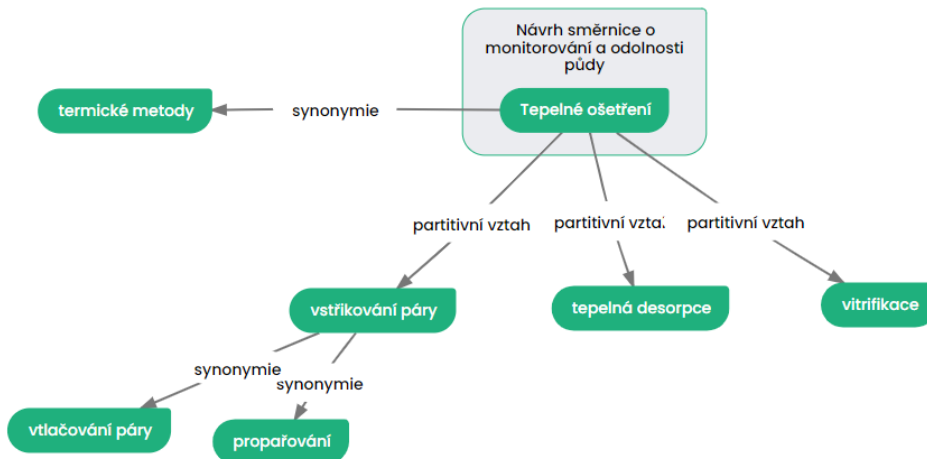 Návrh směrnice o
monitorování a odolnosti
půdy
termické metody
synonymie
Tepelné ošetření
partitivní vztah
partitivní vzta
partitivní vztah
vstřikování páry
tepelná desorpce
vitrifikace
synonymie
synonymie
vtlačování páry
propařování